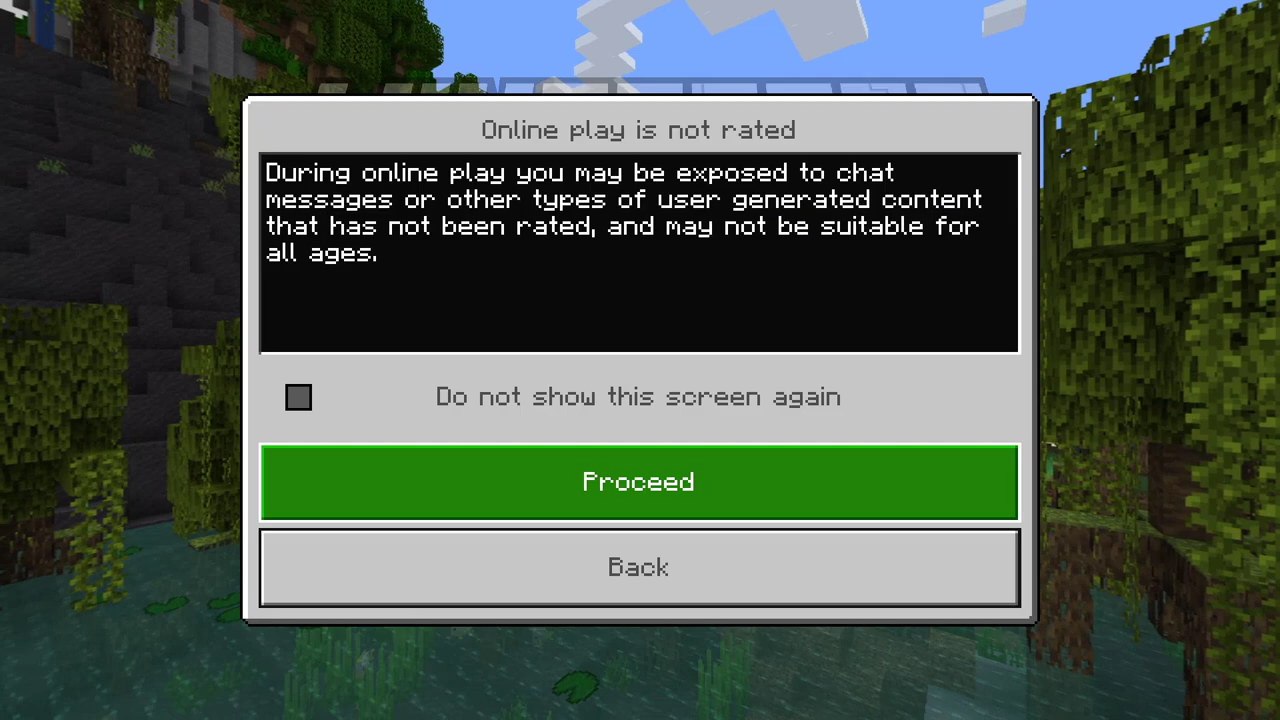 Online play is not rated
During online play you may be exposed to chat
messages or other types of user generated content
that has not been rated, and may not be suitable for
all ages.
Do not show this screen again
Proceed
Back